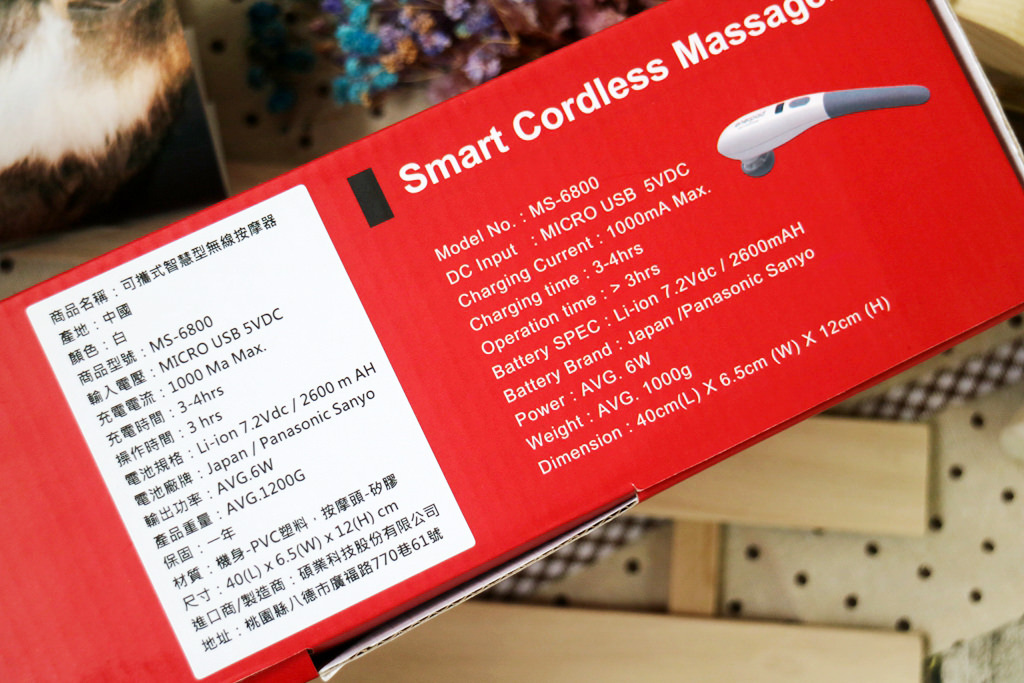 商品名稱：可攜式智慧型無線按摩器
產地：中國
顏色：白
商品型號：MS-6800
輸入電壓：MICRO USB 5VDC
充電電流：1000 Ma Max.
充電時間：3-4hrs
操作時間：3 hrs
電池規格：Li-ion 7.2Vdc / 2600 m AH
電池廠牌：Japan / Panasonic Sanyo
輸出功率：AVG.6W
產品重量：AVG.1200G
保固：一年
材質：機身-PVC塑料．按摩頭-矽膠
尺寸：40(L) x 6.5(W) x 12(H) cm
進口商/製造商：碩業科技股份有限公司
地址：桃園縣八德市廣福路770巷61號
Smart Cordless Massager
Model No. : MS-6800
DC Input : MICRO USB 5VDC
Charging Current : 1000mA Max.
Charging time : 3-4hrs
Operation time : > 3hrs
Battery SPEC : Li-ion 7.2Vdc / 2600mAH
Battery Brand : Japan /Panasonic Sanyo
Power : AVG. 6W
Weight : AVG. 1000g
Dimension : 40cm(L) X 6.5cm (W) X 12cm (H)